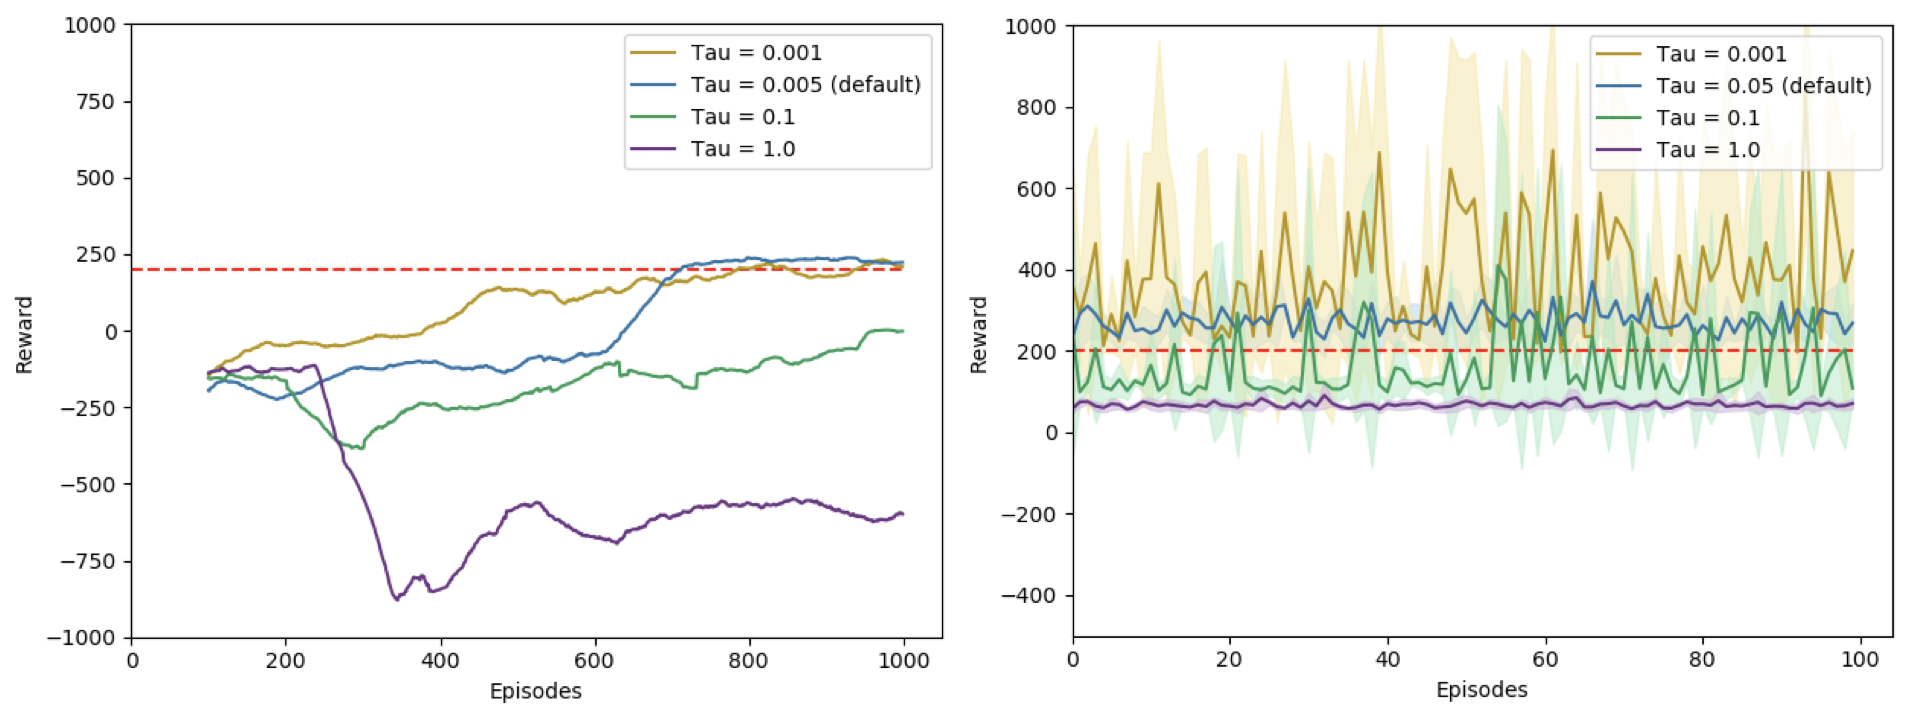 1000
750
500
250
0
−250
−500
−750
−1000
Reward
0
200
400
600
800
1000
Episodes
Tau = 0.001
Tau = 0.005 (default)
Tau = 0.1
Tau = 1.0
1000
800
600
400
200
0
−200
−400
Reward
0
20
40
60
80
100
Episodes
Tau = 0.001
Tau = 0.05 (default)
Tau = 0.1
Tau = 1.0